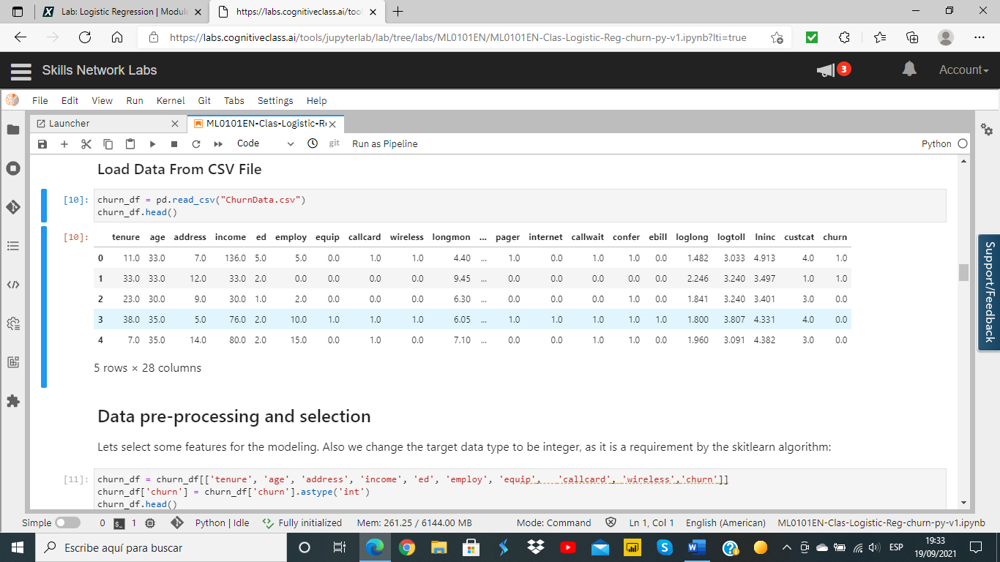 Lab: Logistic Regression | Module
https://labs.cognitiveclass.ai/tool
https://labs.cognitiveclass.ai/tools/jupyterlab/lab/tree/labs/ML0101EN/ML0101EN-Clas-Logistic-Reg-churn-py-v1.ipynb?lti=true
Skills Network Labs
3
Account
File Edit View Run Kernel Git Tabs Settings Help
Launcher
ML0101EN-Clas-Logistic-Re
Code
git
Run as Pipeline
Python
Load Data From CSV File
[10]: churn_df = pd.read_csv("ChurnData.csv")
churn_df.head()
[10]: tenure age address income ed employ equip callcard wireless longmon ... pager internet callwait confer ebill loglong logtoll lninc custcat churn
0 11.0 33.0 7.0 136.0 5.0 5.0 0.0 1.0 1.0 4.40 ... 1.0 0.0 1.0 1.0 0.0 1.482 3.033 4.913 4.0 1.0
1 33.0 33.0 12.0 33.0 2.0 0.0 0.0 0.0 0.0 9.45 ... 0.0 0.0 0.0 0.0 0.0 2.246 3.240 3.497 1.0 1.0
2 23.0 30.0 9.0 30.0 1.0 2.0 0.0 0.0 0.0 6.30 ... 0.0 0.0 0.0 1.0 0.0 1.841 3.240 3.401 3.0 0.0
3 38.0 35.0 5.0 76.0 2.0 10.0 1.0 1.0 1.0 6.05 ... 1.0 1.0 1.0 1.0 1.0 1.800 3.807 4.331 4.0 0.0
4 7.0 35.0 14.0 80.0 2.0 15.0 0.0 1.0 0.0 7.10 ... 0.0 0.0 1.0 1.0 0.0 1.960 3.091 4.382 3.0 0.0
5 rows × 28 columns
Support/Feedback
Data pre-processing and selection
Lets select some features for the modeling. Also we change the target data type to be integer, as it is a requirement by the skitlearn algorithm:
[11]: churn_df = churn_df[['tenure', 'age', 'address', 'income', 'ed', 'employ', 'equip',   'callcard', 'wireless','churn']]
churn_df['churn'] = churn_df['churn'].astype('int')
churn_df.head()
Simple 0 1 Python | Idle Fully initialized Mem: 261.25 / 6144.00 MB Mode: Command Ln 1, Col 1 English (American) ML0101EN-Clas-Logistic-Reg-churn-py-v1.ipynb
Escribe aquí para buscar
ESP
19:33
19/09/2021